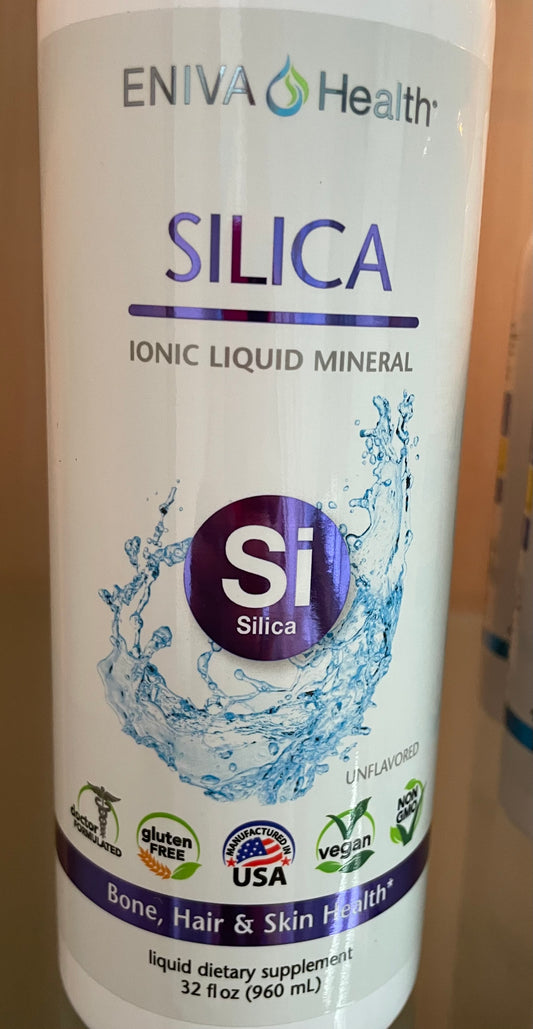 ENIVA Health®
SILICA
IONIC LIQUID MINERAL
Si
Silica
UNFLAVORED
doctor
FORMULATED
gluten
FREE
MANUFACTURED IN
USA
vegan
NON
GMO
Bone, Hair & Skin Health*
liquid dietary supplement
32 fl oz (960 mL)